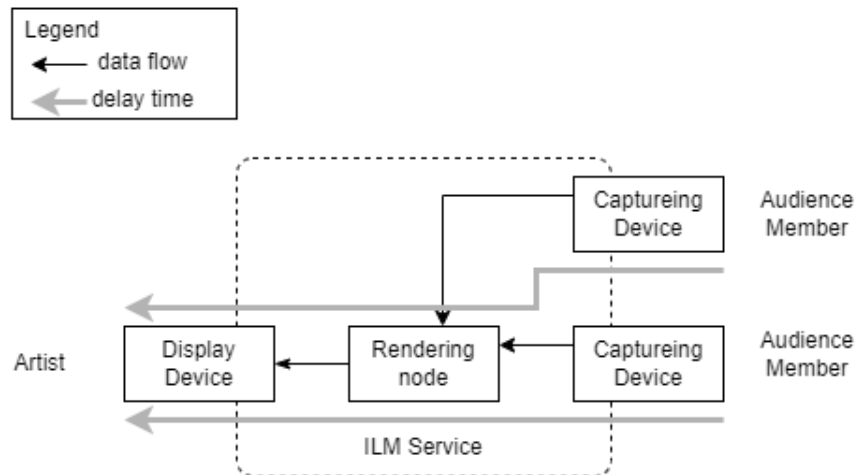 Legend
data flow
delay time
Captureing
Device
Audience
Member
Artist
Display
Device
Rendering
node
Captureing
Device
Audience
Member
ILM Service